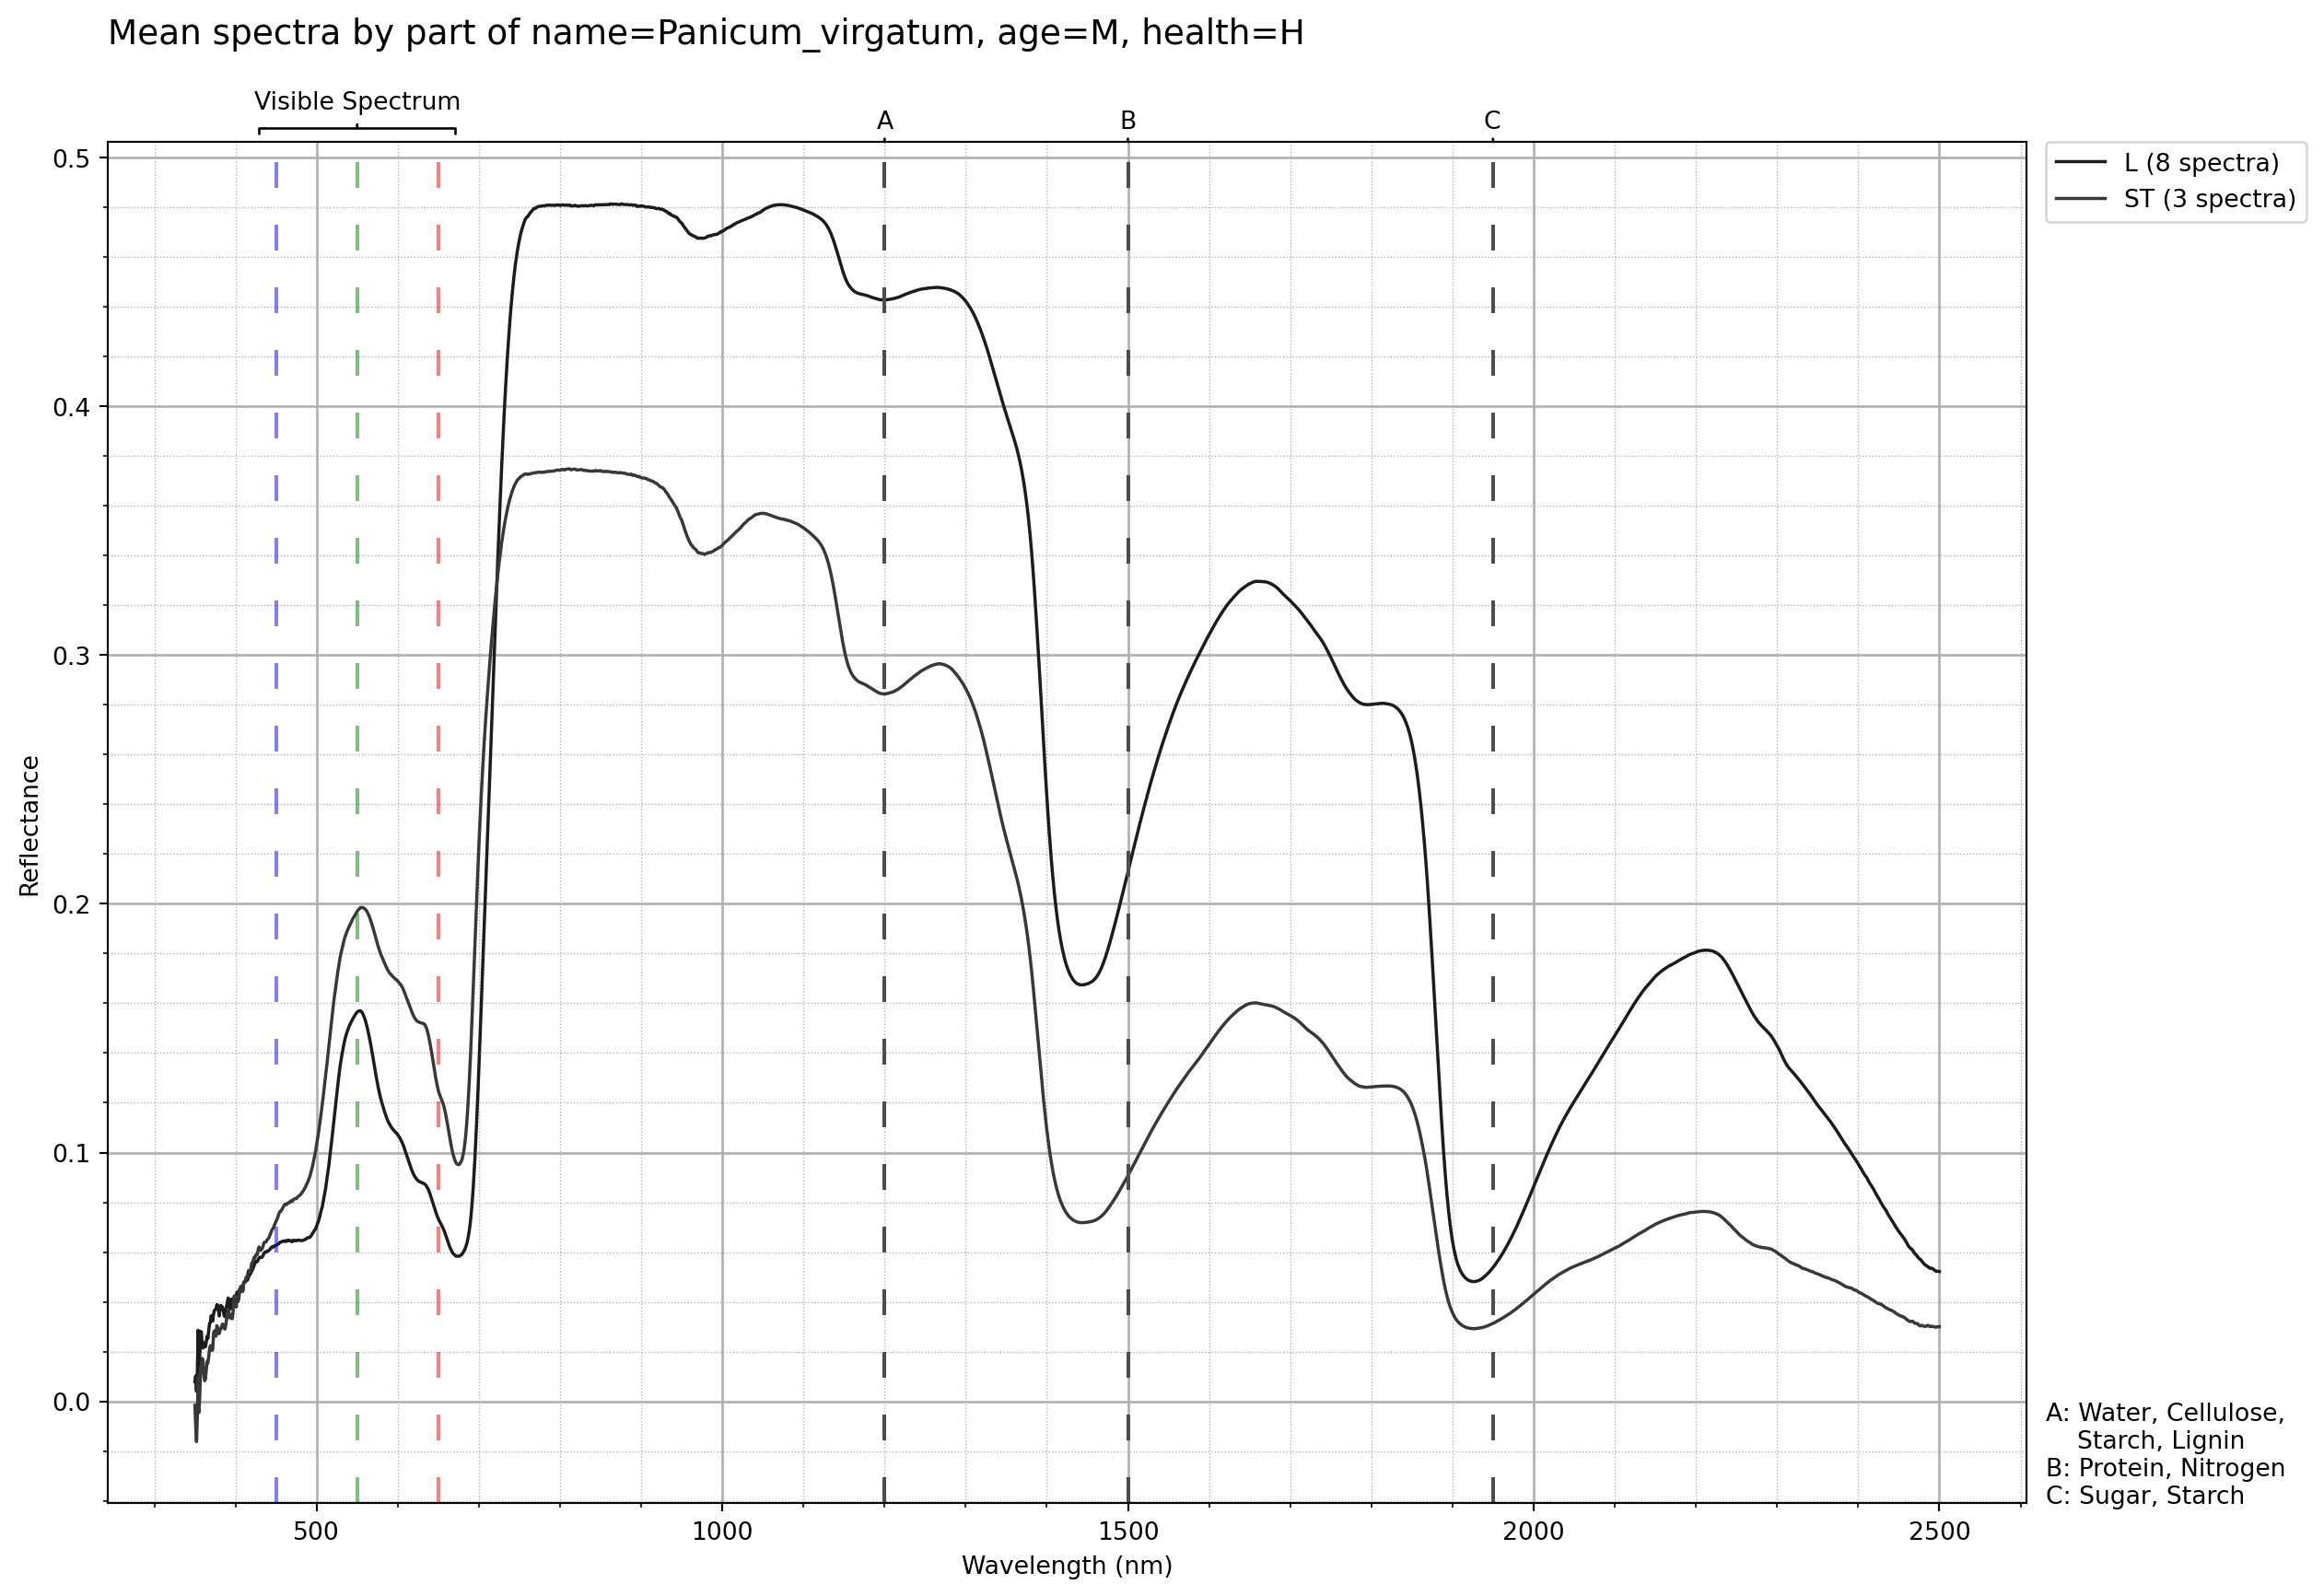 Mean spectra by part of name=Panicum_virgatum, age=M, health=H
Visible Spectrum
A
B
C
L (8 spectra)
ST (3 spectra)
0.5
0.4
0.3
0.2
0.1
0.0
Reflectance
500
1000
1500
2000
2500
Wavelength (nm)
A: Water, Cellulose,
Starch, Lignin
B: Protein, Nitrogen
C: Sugar, Starch